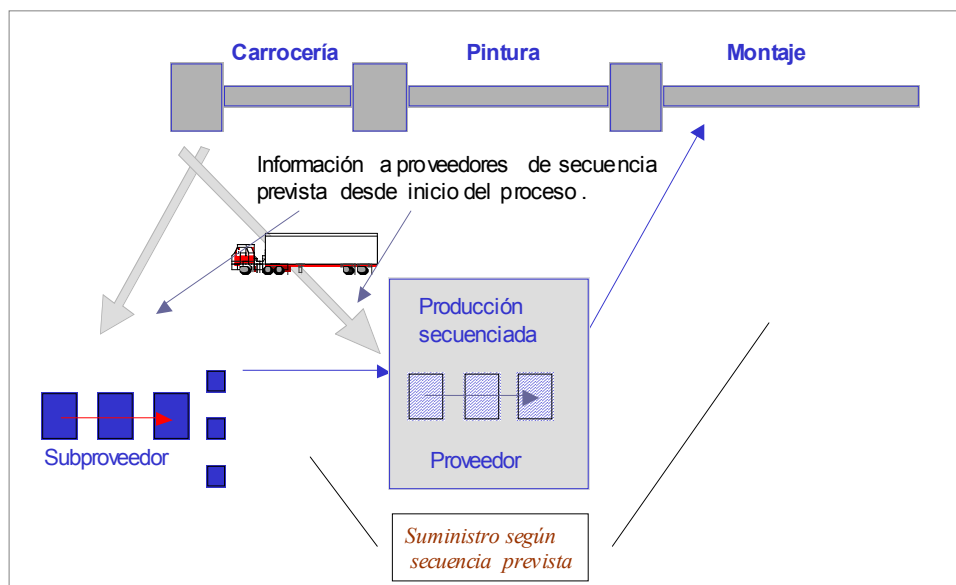 Carrocería
Pintura
Montaje
Información a proveedores de secuencia
prevista desde inicio del proceso .
Producción
secuenciada
Subproveedor
Proveedor
Suministro según
secuencia prevista